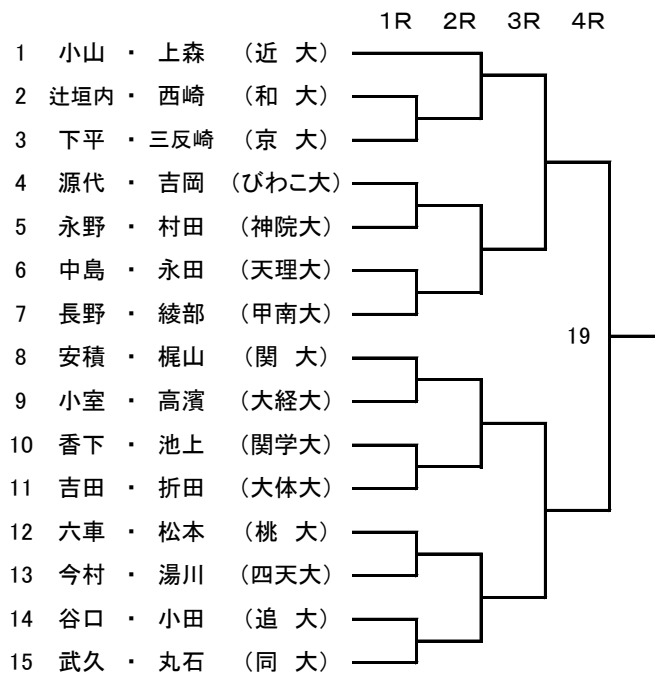 1R 2R 3R 4R
1 小山 ・ 上森 (近 大)
2 辻垣内 ・ 西崎 (和 大)
3 下平 ・ 三反崎 (京 大)
4 源代 ・ 吉岡 (びわこ大)
5 永野 ・ 村田 (神院大)
6 中島 ・ 永田 (天理大)
7 長野 ・ 綾部 (甲南大)
19
8 安積 ・ 梶山 (関 大)
9 小室 ・ 高濱 (大経大)
10 香下 ・ 池上 (関学大)
11 吉田 ・ 折田 (大体大)
12 六車 ・ 松本 (桃 大)
13 今村 ・ 湯川 (四天大)
14 谷口 ・ 小田 (追 大)
15 武久 ・ 丸石 (同 大)